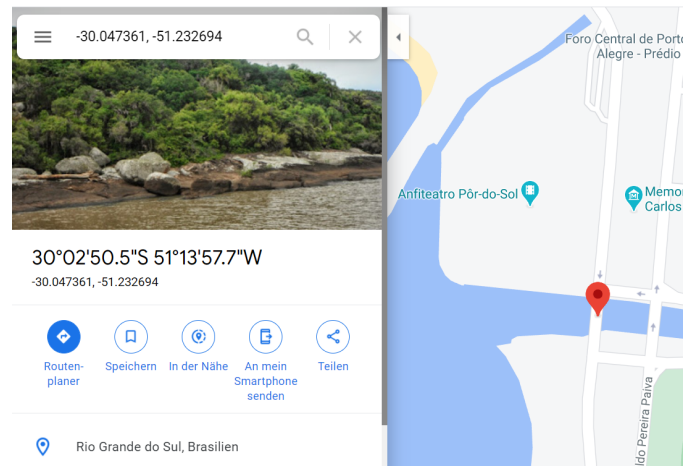 -30.047361, -51.232694
30°02'50.5"S 51°13'57.7"W
-30.047361, -51.232694
Routen-
planer
Speichern
In der Nähe
An mein
Smartphone
senden
Teilen
Rio Grande do Sul, Brasilien
Foro Central de Porto
Alegre - Prédio
Anfiteatro Pôr-do-Sol
Memor
Carlos
ldo Pereira Paiva